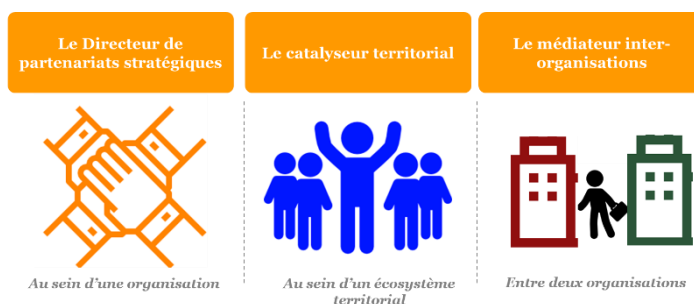 Le Directeur de
partenariats stratégiques
Le catalyseur territorial
Le médiateur inter-
organisations
Au sein d'une organisation
Au sein d'un écosystème
territorial
Entre deux organisations